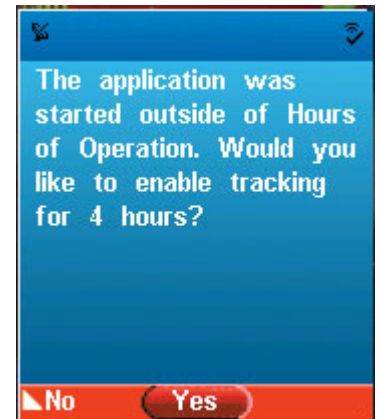 The application was
started outside of Hours
of Operation. Would you
like to enable tracking
for 4 hours?
No Yes